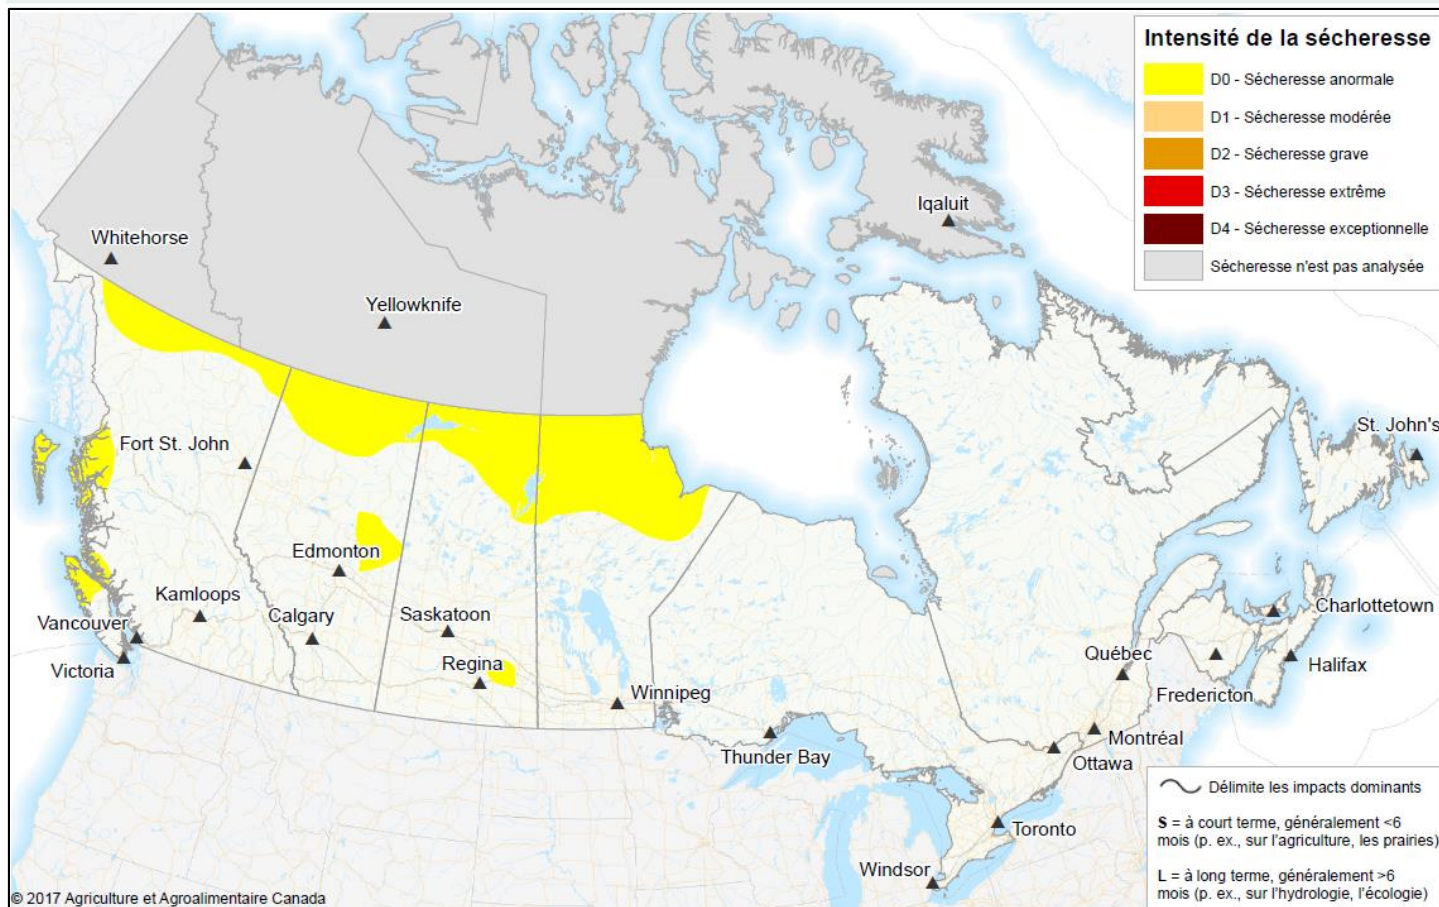 Intensité de la sécheresse
D0 - Sécheresse anormale
D1 - Sécheresse modérée
D2 - Sécheresse grave
D3 - Sécheresse extrême
D4 - Sécheresse exceptionnelle
Sécheresse n'est pas analysée
Iqaluit
Whitehorse
Yellowknife
St. John's
Fort St. John
Edmonton
Kamloops
Calgary
Saskatoon
Charlottetown
Vancouver
Québec
Halifax
Victoria
Regina
Winnipeg
Fredericton
Montréal
Thunder Bay
Ottawa
Délimite les impacts dominants
S = à court terme, généralement <6
mois (p. ex., sur l'agriculture, les prairies)
Toronto
Windsor
L = à long terme, généralement >6
mois (p. ex., sur l'hydrologie, l'écologie)
© 2017 Agriculture et Agroalimentaire Canada